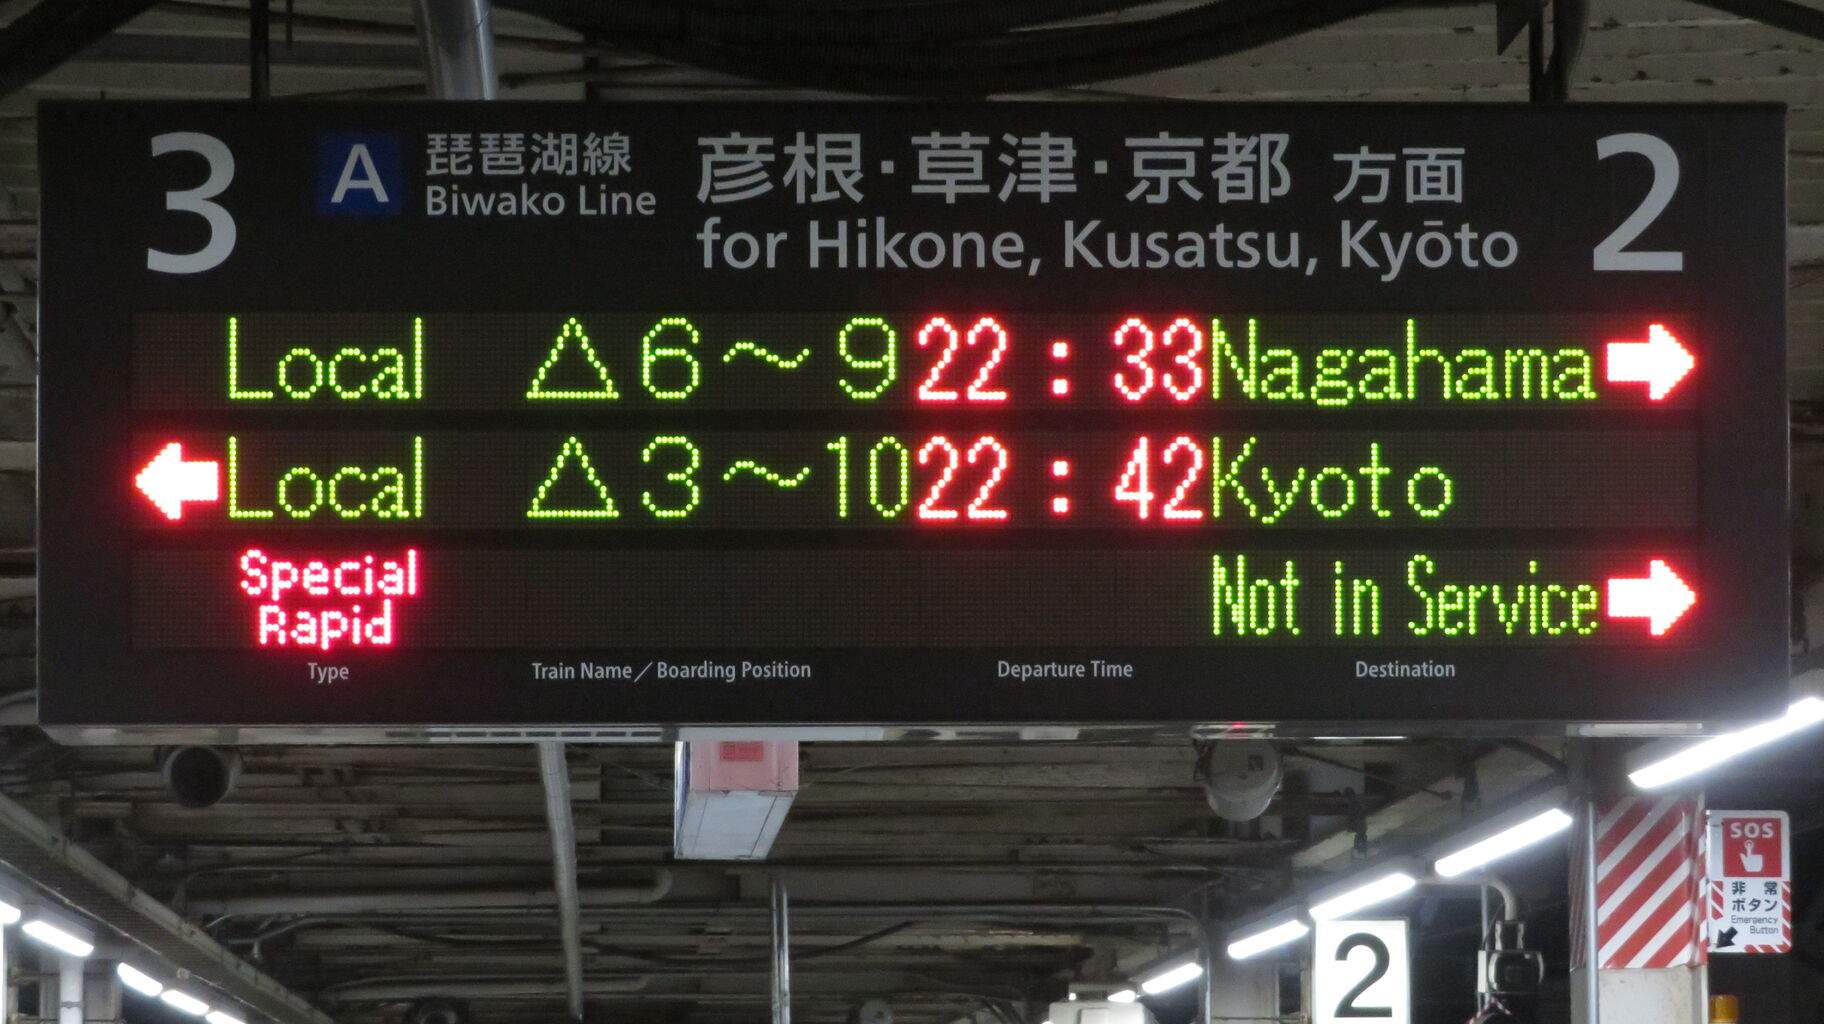 3
A
琵琶湖線
Biwako Line
彦根・草津・京都 方面
for Hikone, Kusatsu, Kyōto
2
Local △6～9 22:33 Nagahama
Local △3～10 22:42 Kyoto
Special
Rapid
Not in Service
Type
Train Name／Boarding Position
Departure Time
Destination
SOS
非常
ボタン
Emergency
Button
2